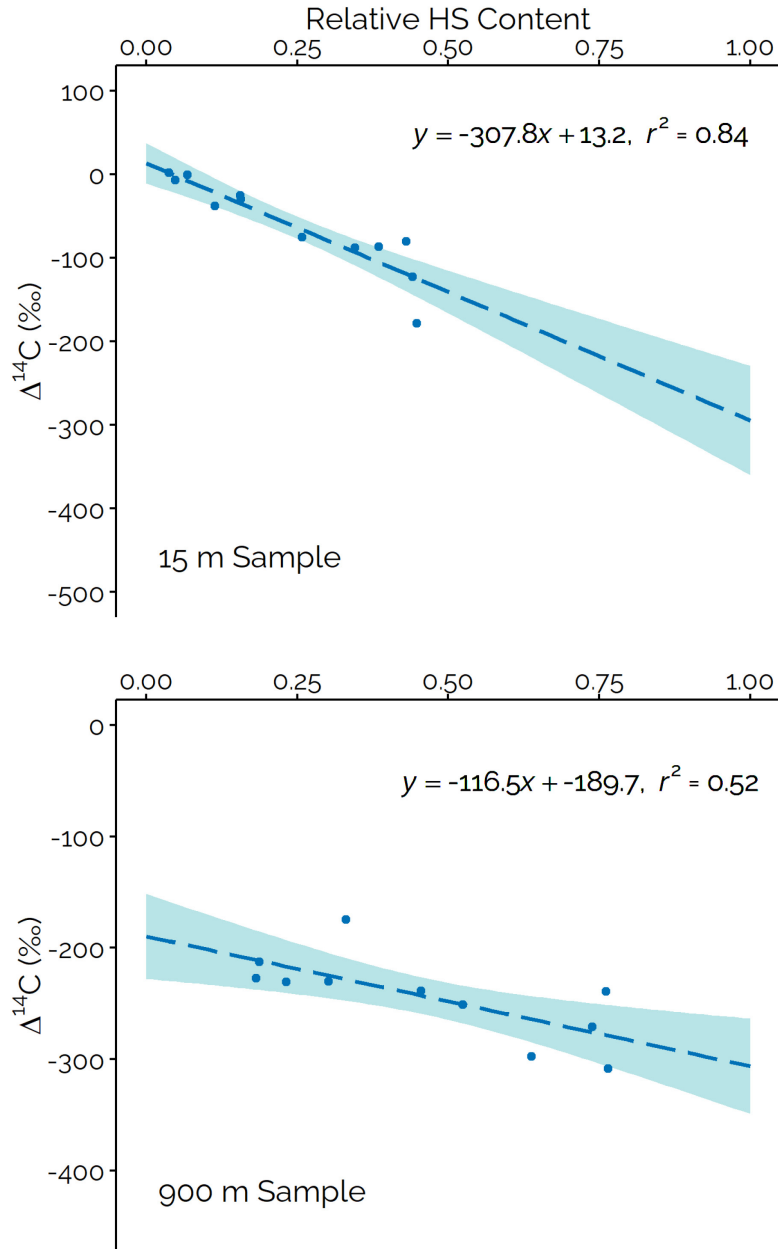 Relative HS Content
0.00 0.25 0.50 0.75 1.00
100
y = -307.8x + 13.2, r² = 0.84
0
-100
-200
Δ¹⁴C (‰)
-300
-400
15 m Sample
-500
0.00 0.25 0.50 0.75 1.00
0
y = -116.5x + -189.7, r² = 0.52
-100
-200
Δ¹⁴C (‰)
-300
-400
900 m Sample